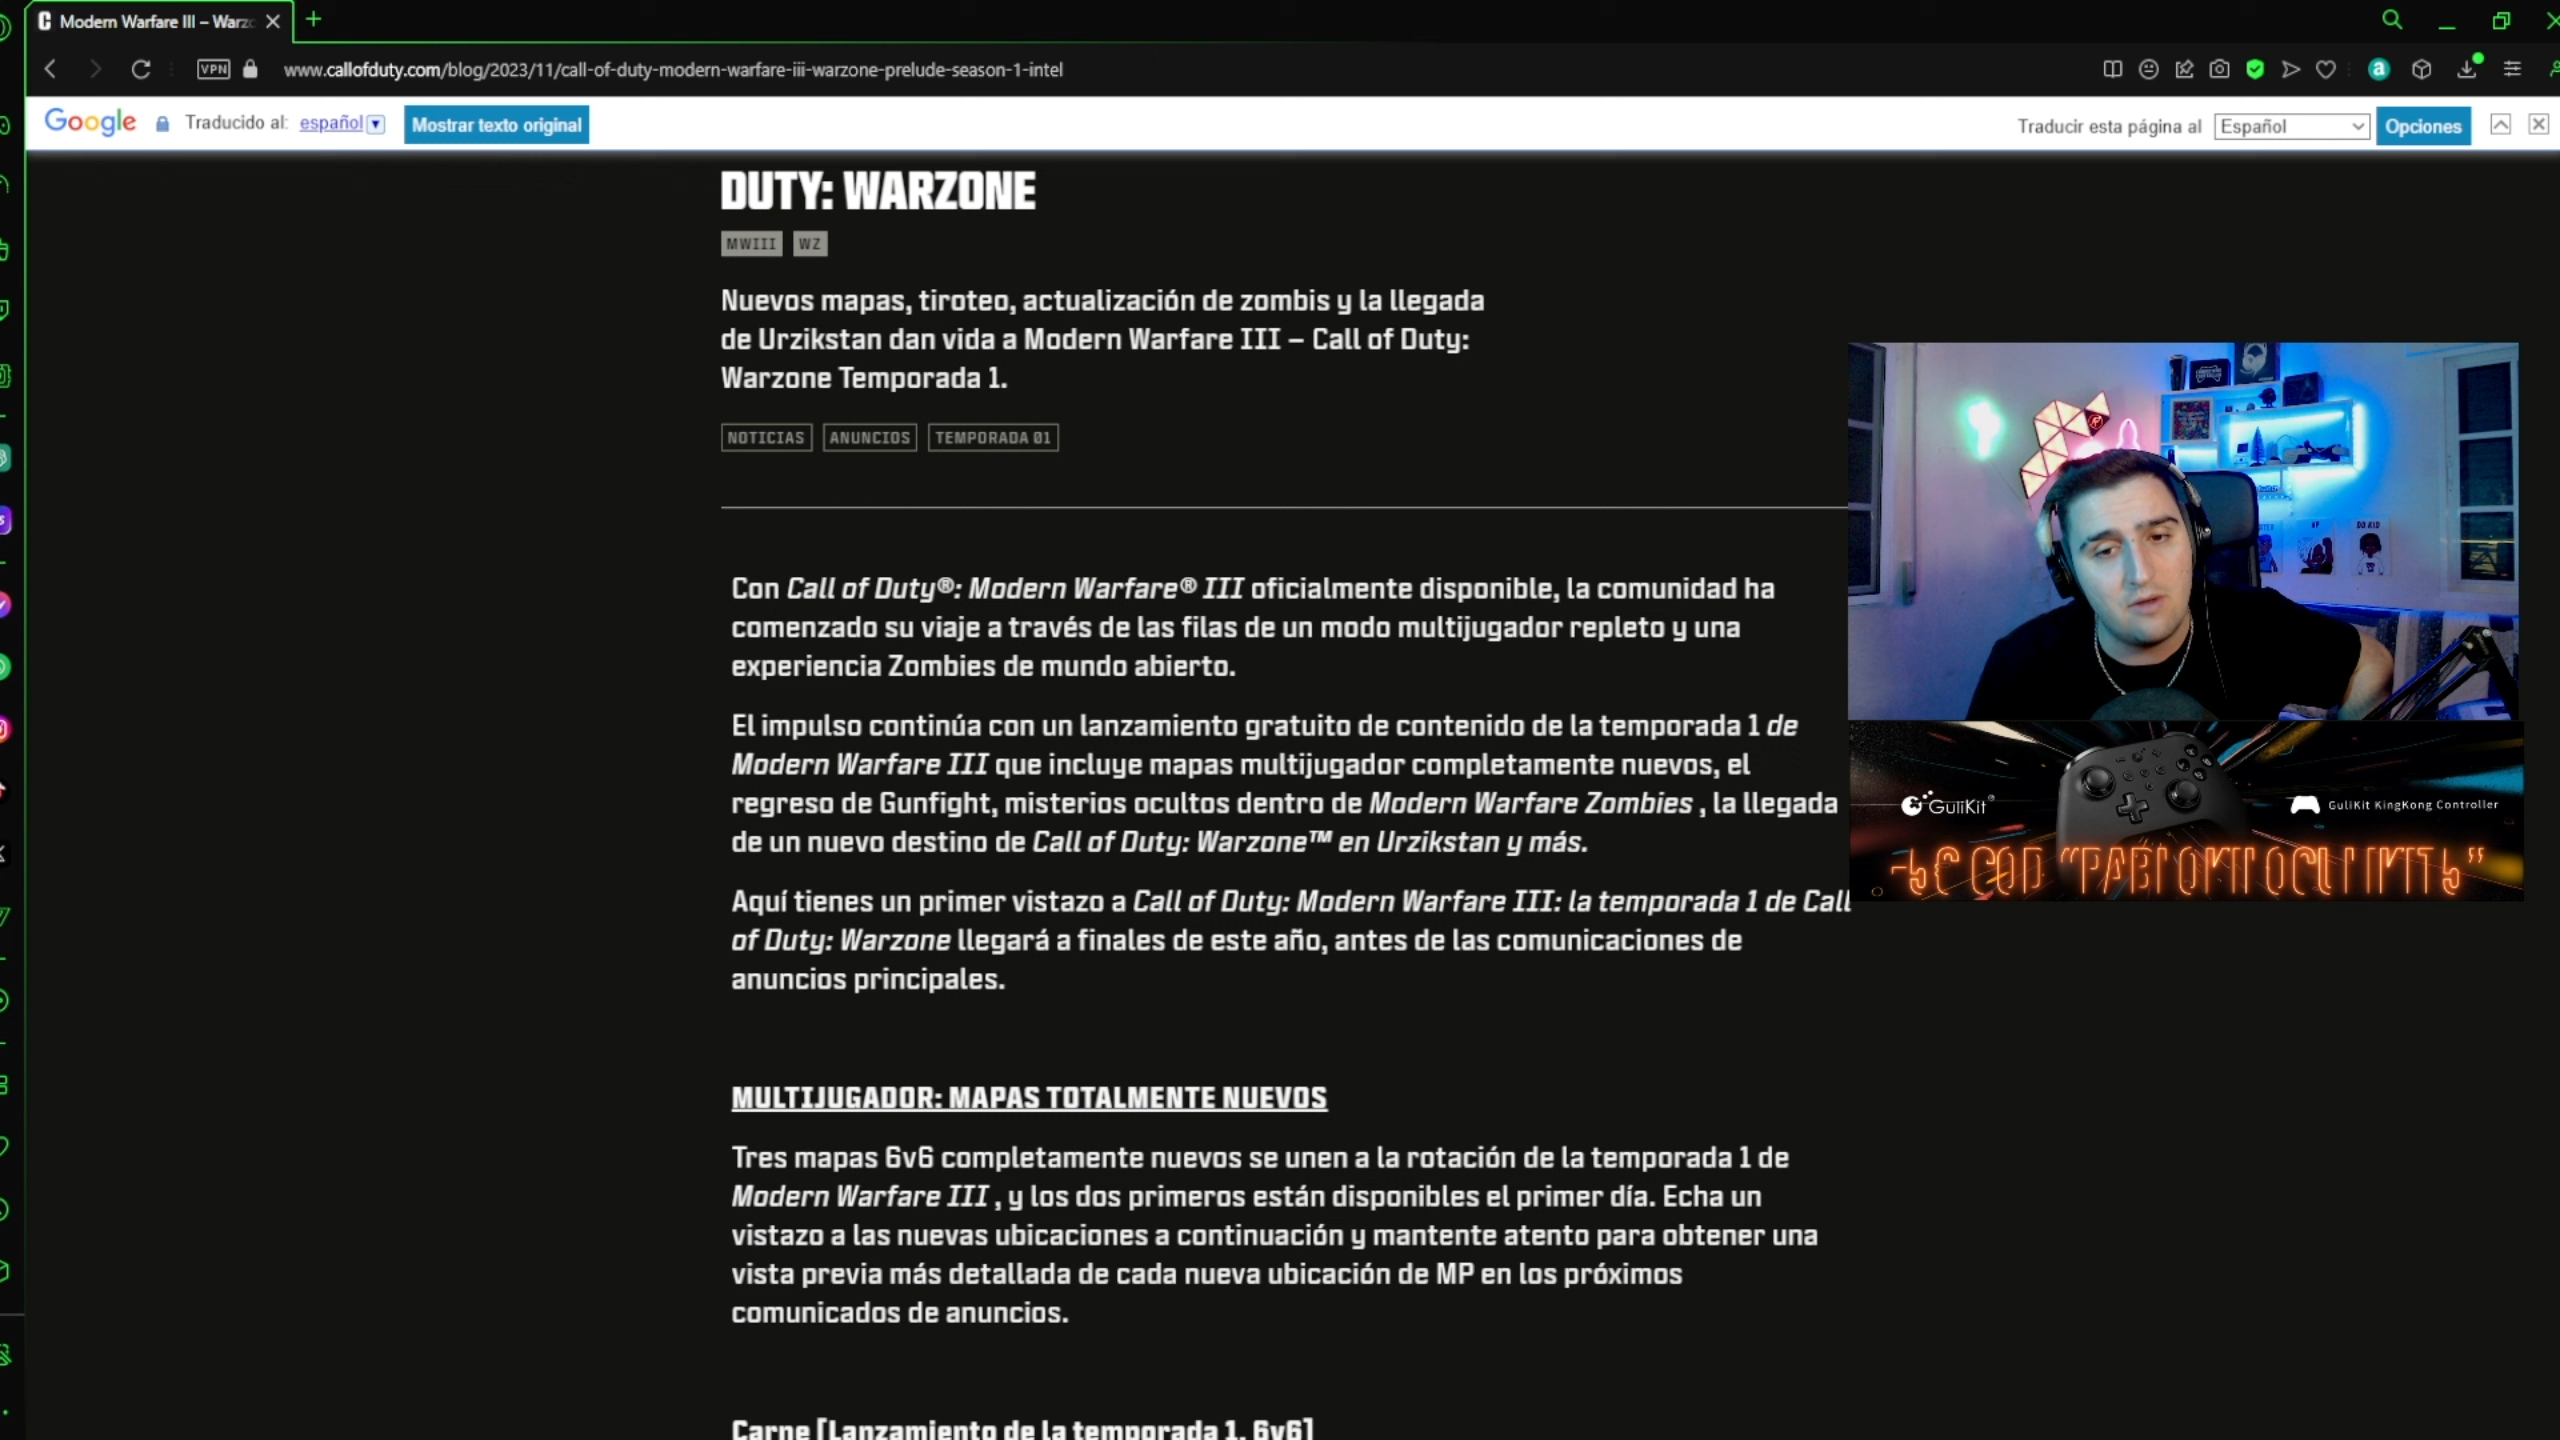 Modern Warfare III – Warz
VPN
www.callofduty.com/blog/2023/11/call-of-duty-modern-warfare-iii-warzone-prelude-season-1-intel
Google
Traducido al: español
Mostrar texto original
Traducir esta página al
Español
Opciones
DUTY: WARZONE
MWIII
WZ
Nuevos mapas, tiroteo, actualización de zombis y la llegada
de Urzikstan dan vida a Modern Warfare III – Call of Duty:
Warzone Temporada 1.
NOTICIAS
ANUNCIOS
TEMPORADA 01
Con Call of Duty®: Modern Warfare® III oficialmente disponible, la comunidad ha
comenzado su viaje a través de las filas de un modo multijugador repleto y una
experiencia Zombies de mundo abierto.
El impulso continúa con un lanzamiento gratuito de contenido de la temporada 1 de
Modern Warfare III que incluye mapas multijugador completamente nuevos, el
regreso de Gunfight, misterios ocultos dentro de Modern Warfare Zombies , la llegada
de un nuevo destino de Call of Duty: Warzone™ en Urzikstan y más.
Aquí tienes un primer vistazo a Call of Duty: Modern Warfare III: la temporada 1 de Call
of Duty: Warzone llegará a finales de este año, antes de las comunicaciones de
anuncios principales.
MULTIJUGADOR: MAPAS TOTALMENTE NUEVOS
Tres mapas 6v6 completamente nuevos se unen a la rotación de la temporada 1 de
Modern Warfare III , y los dos primeros están disponibles el primer día. Echa un
vistazo a las nuevas ubicaciones a continuación y mantente atento para obtener una
vista previa más detallada de cada nueva ubicación de MP en los próximos
comunicados de anuncios.
Carne [Lanzamiento de la temporada 1, 6v6]
GuliKit®
GuliKit KingKong Controller